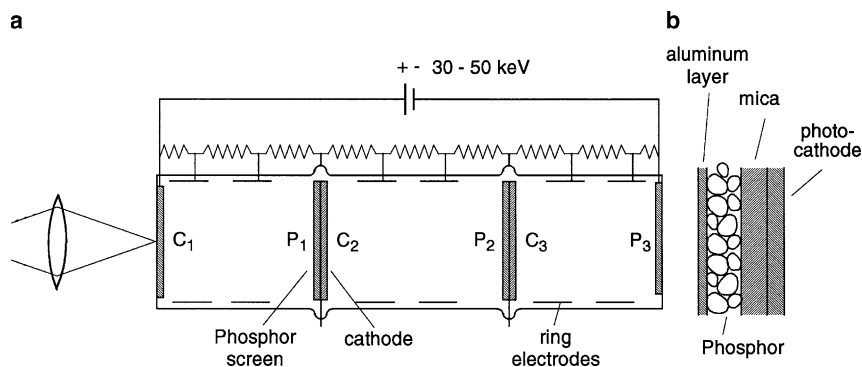 a
+ - 30 - 50 keV
C1
P1
C2
P2
C3
P3
Phosphor
screen
cathode
ring
electrodes
b
aluminum
layer
mica
photo-
cathode
Phosphor